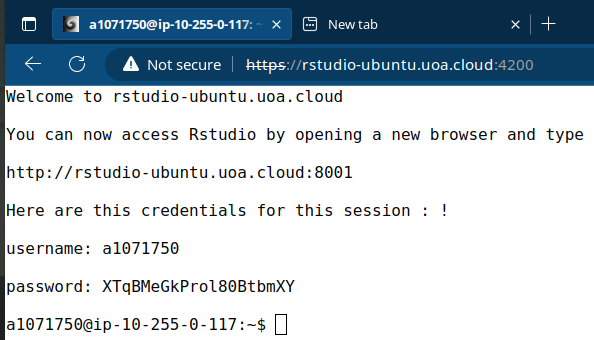 a1071750@ip-10-255-0-117: ~
New tab
Not secure https://rstudio-ubuntu.uoa.cloud:4200
Welcome to rstudio-ubuntu.uoa.cloud
You can now access Rstudio by opening a new browser and type
http://rstudio-ubuntu.uoa.cloud:8001
Here are this credentials for this session : !
username: a1071750
password: XTqBMeGkProl80BtbmXY
a1071750@ip-10-255-0-117:~$